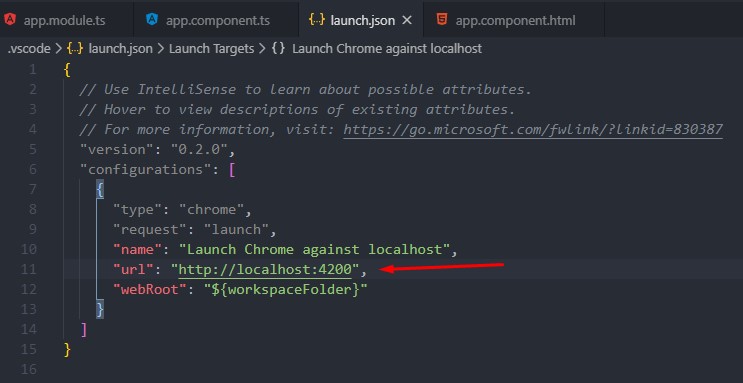 app.module.ts app.component.ts {..} launch.json × app.component.html
.vscode > {..} launch.json > Launch Targets > {} Launch Chrome against localhost
1 {
2 // Use IntelliSense to learn about possible attributes.
3 // Hover to view descriptions of existing attributes.
4 // For more information, visit: https://go.microsoft.com/fwlink/?linkid=830387
5 "version": "0.2.0",
6 "configurations": [
7 {
8 "type": "chrome",
9 "request": "launch",
10 "name": "Launch Chrome against localhost",
11 "url": "http://localhost:4200",
12 "webRoot": "${workspaceFolder}"
13 }
14 ]
15 }
16